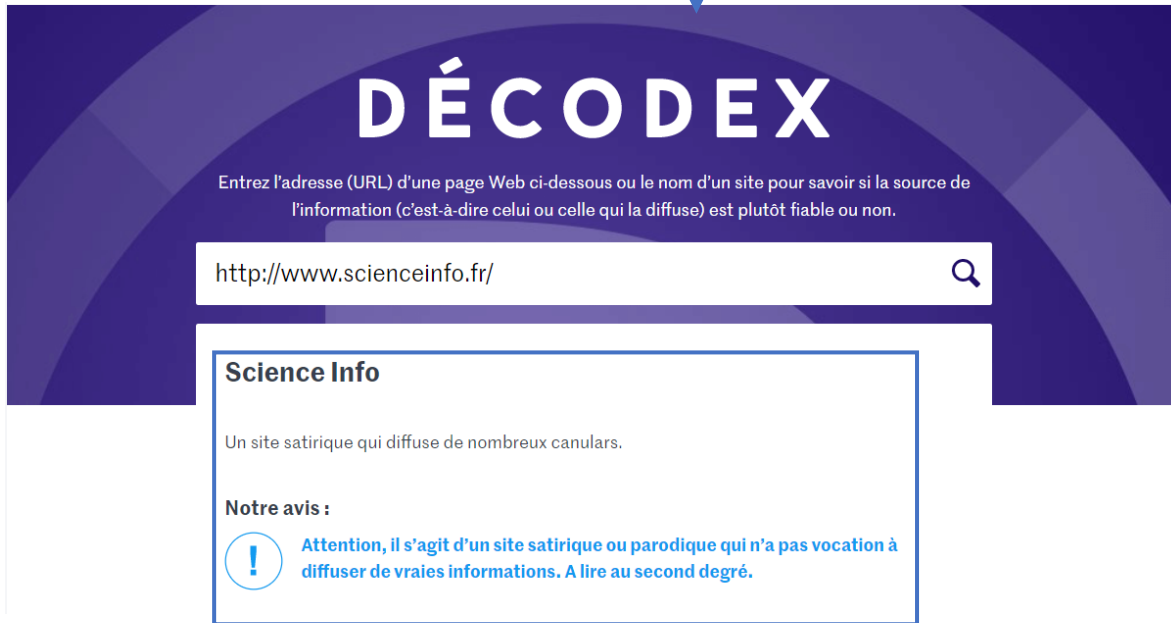 DÉCODEX
Entrez l'adresse (URL) d'une page Web ci-dessous ou le nom d'un site pour savoir si la source de
l'information (c'est-à-dire celui ou celle qui la diffuse) est plutôt fiable ou non.
http://www.scienceinfo.fr/
Science Info
Un site satirique qui diffuse de nombreux canulars.
Notre avis :
! Attention, il s'agit d'un site satirique ou parodique qui n'a pas vocation à
diffuser de vraies informations. A lire au second degré.